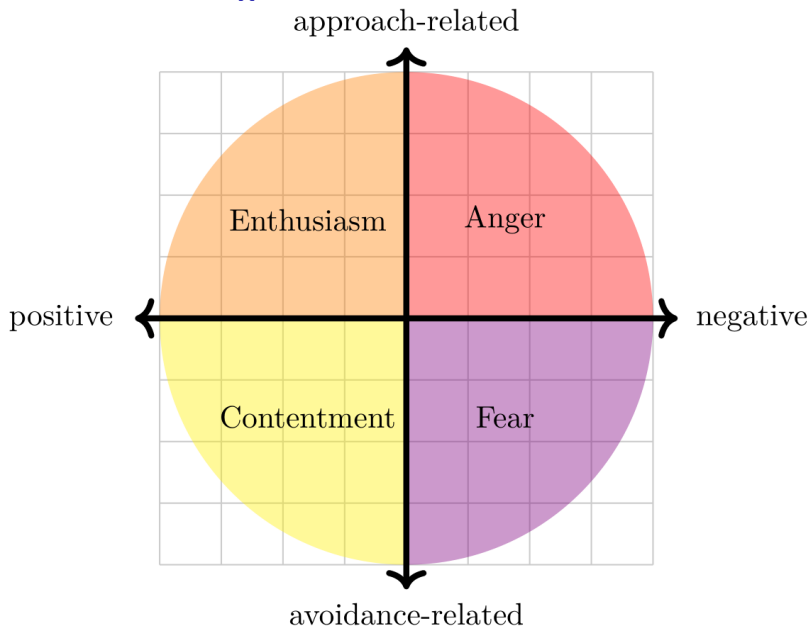 approach-related
Enthusiasm
Anger
positive
negative
Contentment
Fear
avoidance-related